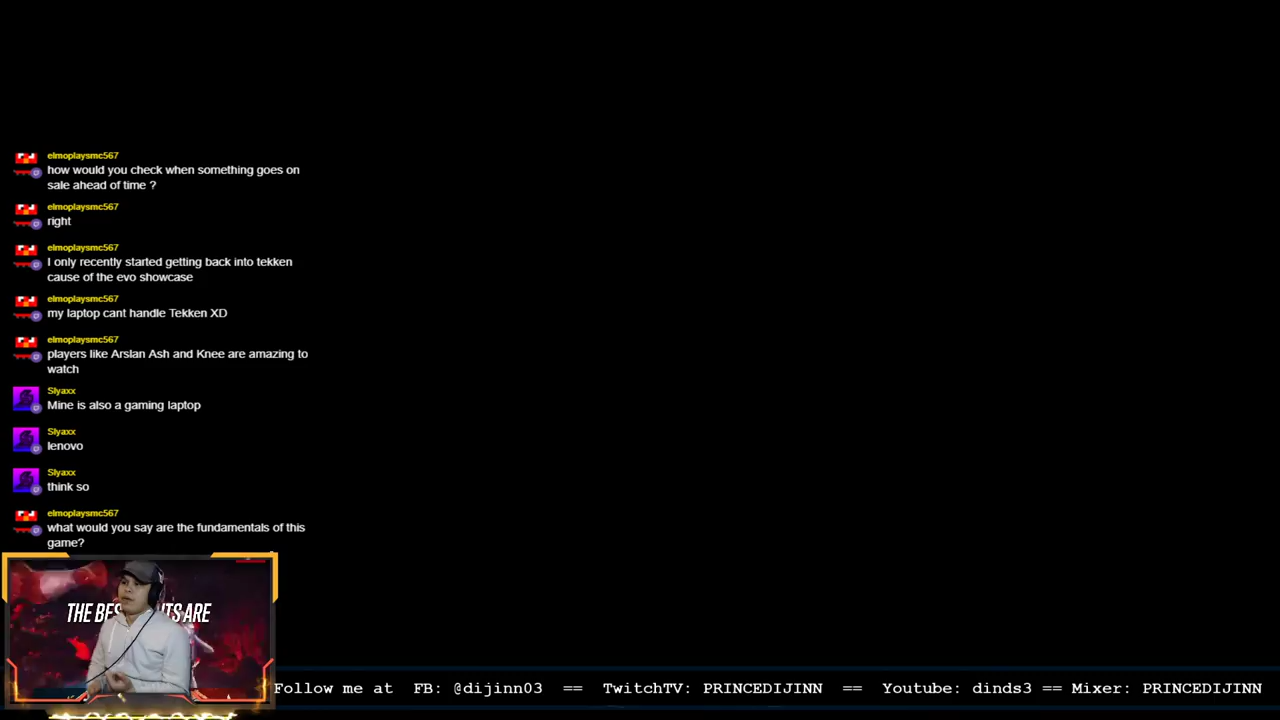 elmoplaysmc567
how would you check when something goes on
sale ahead of time ?
elmoplaysmc567
right
elmoplaysmc567
I only recently started getting back into tekken
cause of the evo showcase
elmoplaysmc567
my laptop cant handle Tekken XD
elmoplaysmc567
players like Arslan Ash and Knee are amazing to
watch
Slyaxx
Mine is also a gaming laptop
Slyaxx
lenovo
Slyaxx
think so
elmoplaysmc567
what would you say are the fundamentals of this
game?
THE ARE
Follow me at FB: @dijinn03 == TwitchTV: PRINCEDIJINN == Youtube: dinds3 == Mixer: PRINCEDIJINN